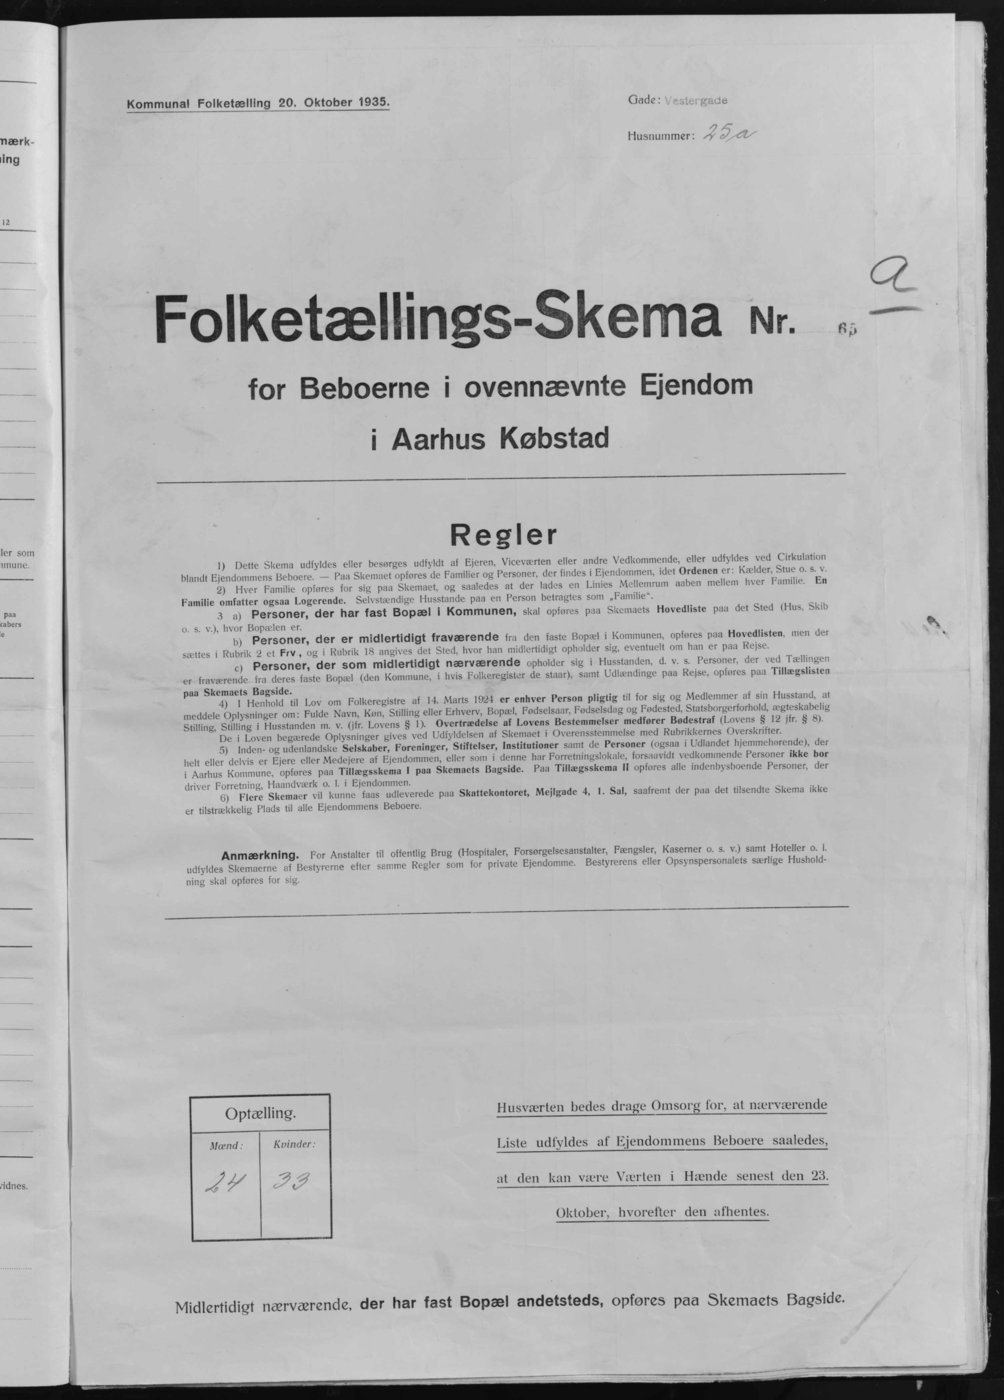 mærk-
ning
12
ler som
mmune.
paa
kabers
le
vidnes.
Kommunal Folketælling 20. Oktober 1935.
Gade: Vestergade
Husnummer: 25a
a
Folketællings-Skema Nr. 65
for Beboerne i ovennævnte Ejendom
i Aarhus Købstad
Regler
1) Dette Skema udfyldes eller besørges udfyldt af Ejeren, Viceværten eller andre Vedkommende, eller udfyldes ved Cirkulation
blandt Ejendommens Beboere. — Paa Skemaet opføres de Familier og Personer, der findes i Ejendommen, idet Ordenen er: Kælder, Stue o. s. v.
2) Hver Familie opføres for sig paa Skemaet, og saaledes at der lades en Linies Mellemrum aaben mellem hver Familie. En
Familie omfatter ogsaa Logerende. Selvstændige Husstande paa en Person betragtes som „Familie".
3 a) Personer, der har fast Bopæl i Kommunen, skal opføres paa Skemaets Hovedliste paa det Sted (Hus, Skib
o. s. v.), hvor Bopælen er.
b) Personer, der er midlertidigt fraværende fra den faste Bopæl i Kommunen, opføres paa Hovedlisten, men der
sættes i Rubrik 2 et Frv., og i Rubrik 18 angives det Sted, hvor han midlertidigt opholder sig, eventuelt om han er paa Rejse.
c) Personer, der som midlertidigt nærværende opholder sig i Husstanden, d. v. s. Personer, der ved Tællingen
er fraværende fra deres faste Bopæl (den Kommune, i hvis Folkeregister de staar), samt Udlændinge paa Rejse, opføres paa Tillægslisten
paa Skemaets Bagside.
4) I Henhold til Lov om Folkeregistre af 14. Marts 1924 er enhver Person pligtig til for sig og Medlemmer af sin Husstand, at
meddele Oplysninger om: Fulde Navn, Køn, Stilling eller Erhverv, Bopæl, Fødselsaar, Fødselsdag og Fødested, Statsborgerforhold, ægteskabelig
Stilling, Stilling i Husstanden m. v. (jfr. Lovens § 1). Overtrædelse af Lovens Bestemmelser medfører Bødestraf (Lovens § 12 jfr. § 8).
De i Loven begærede Oplysninger gives ved Udfyldelsen af Skemaet i Overensstemmelse med Rubrikkernes Overskrifter.
5) Inden- og udenlandske Selskaber, Foreninger, Stiftelser, Institutioner samt de Personer (ogsaa i Udlandet hjemmehørende), der
helt eller delvis er Ejere eller Medejere af Ejendommen, eller som i denne har Forretningslokale, forsaavidt vedkommende Personer ikke bor
i Aarhus Kommune, opføres paa Tillægsskema I paa Skemaets Bagside. Paa Tillægsskema II opføres alle indenbysboende Personer, der
driver Forretning, Haandværk o. l. i Ejendommen.
6) Flere Skemaer vil kunne faas udleverede paa Skattekontoret, Mejlgade 4, 1. Sal, saafremt der paa det tilsendte Skema ikke
er tilstrækkelig Plads til alle Ejendommens Beboere.
Anmærkning. For Anstalter til offentlig Brug (Hospitaler, Forsørgelsesanstalter, Fængsler, Kaserner o. s. v.) samt Hoteller o. l.
udfyldes Skemaerne af Bestyrerne efter samme Regler som for private Ejendomme. Bestyrerens eller Opsynspersonalets særlige Hushold-
ning skal opføres for sig.
Optælling.
Mænd: Kvinder:
24 33
Husværten bedes drage Omsorg for, at nærværende
Liste udfyldes af Ejendommens Beboere saaledes,
at den kan være Værten i Hænde senest den 23.
Oktober, hvorefter den afhentes.
Midlertidigt nærværende, der har fast Bopæl andetsteds, opføres paa Skemaets Bagside.